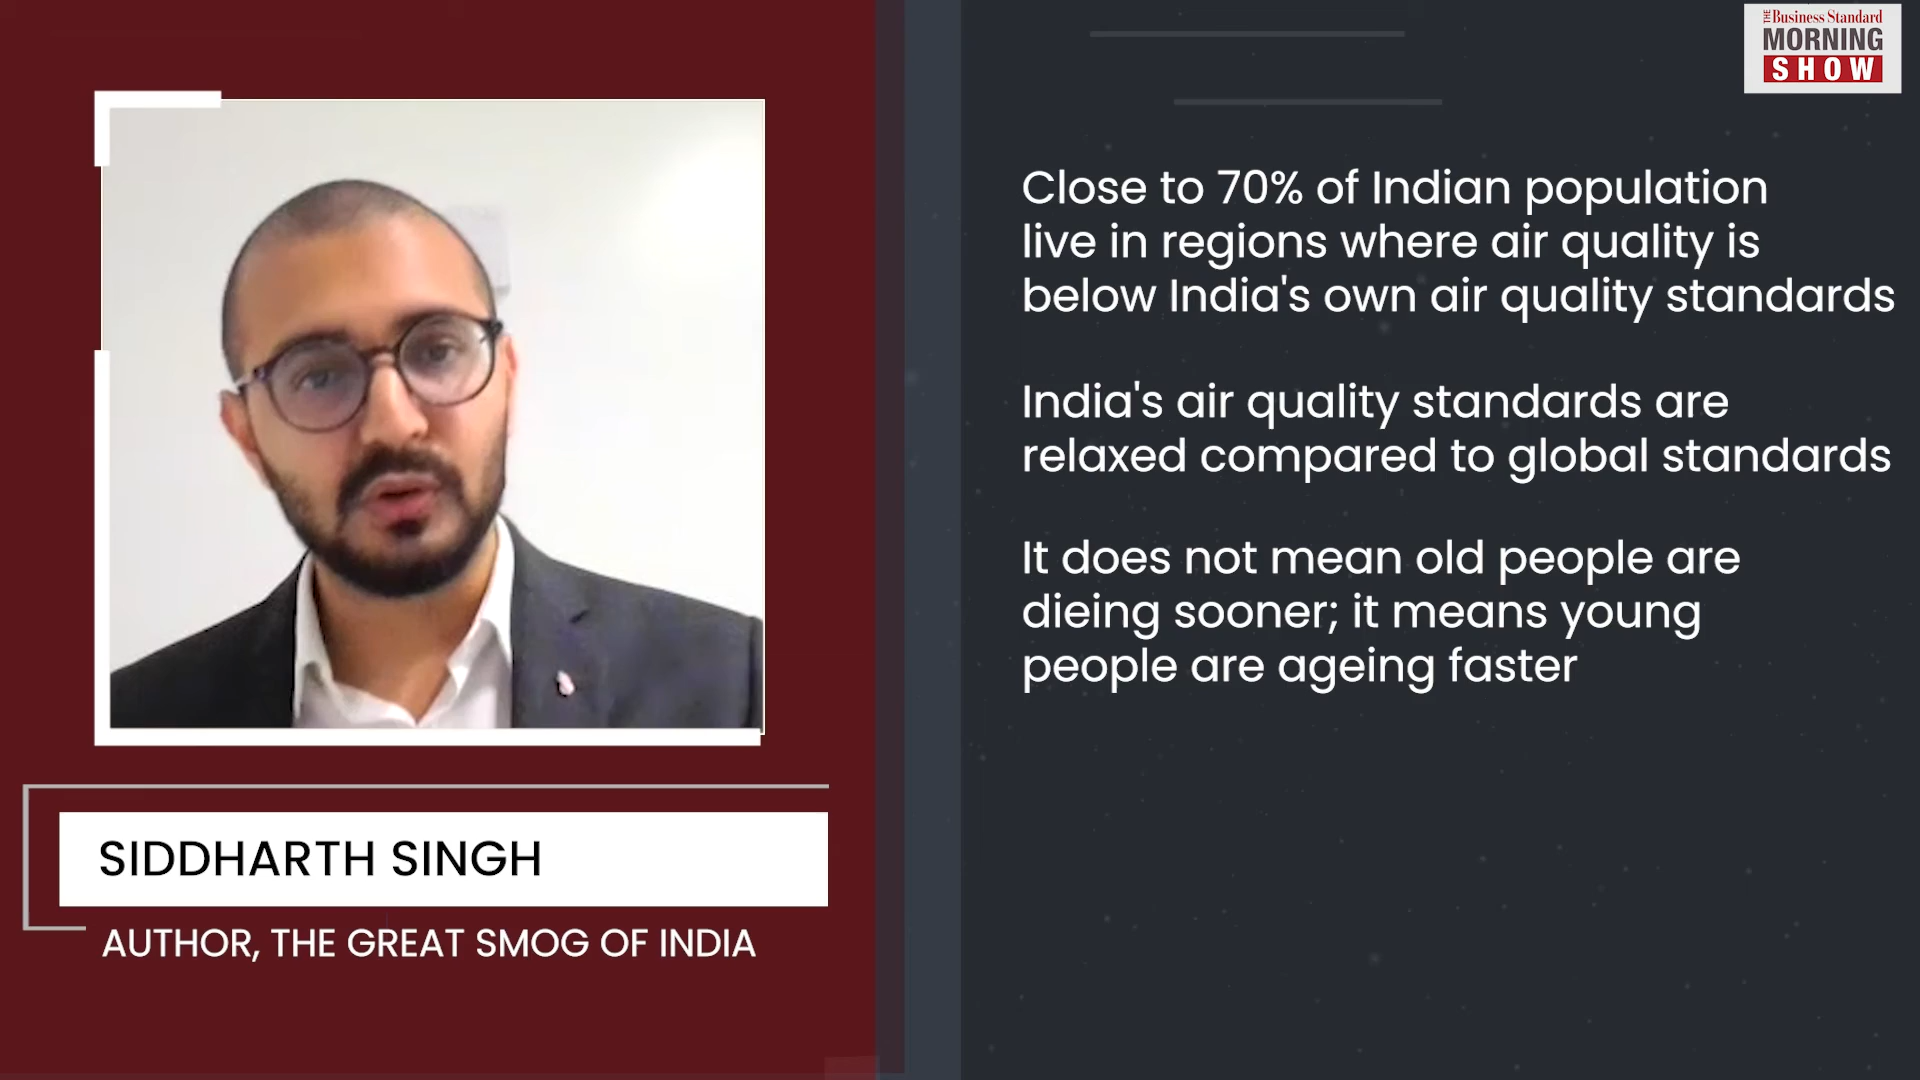 THE Business Standard
MORNING
SHOW
Close to 70% of Indian population
live in regions where air quality is
below India's own air quality standards
India's air quality standards are
relaxed compared to global standards
It does not mean old people are
dieing sooner; it means young
people are ageing faster
SIDDHARTH SINGH
AUTHOR, THE GREAT SMOG OF INDIA